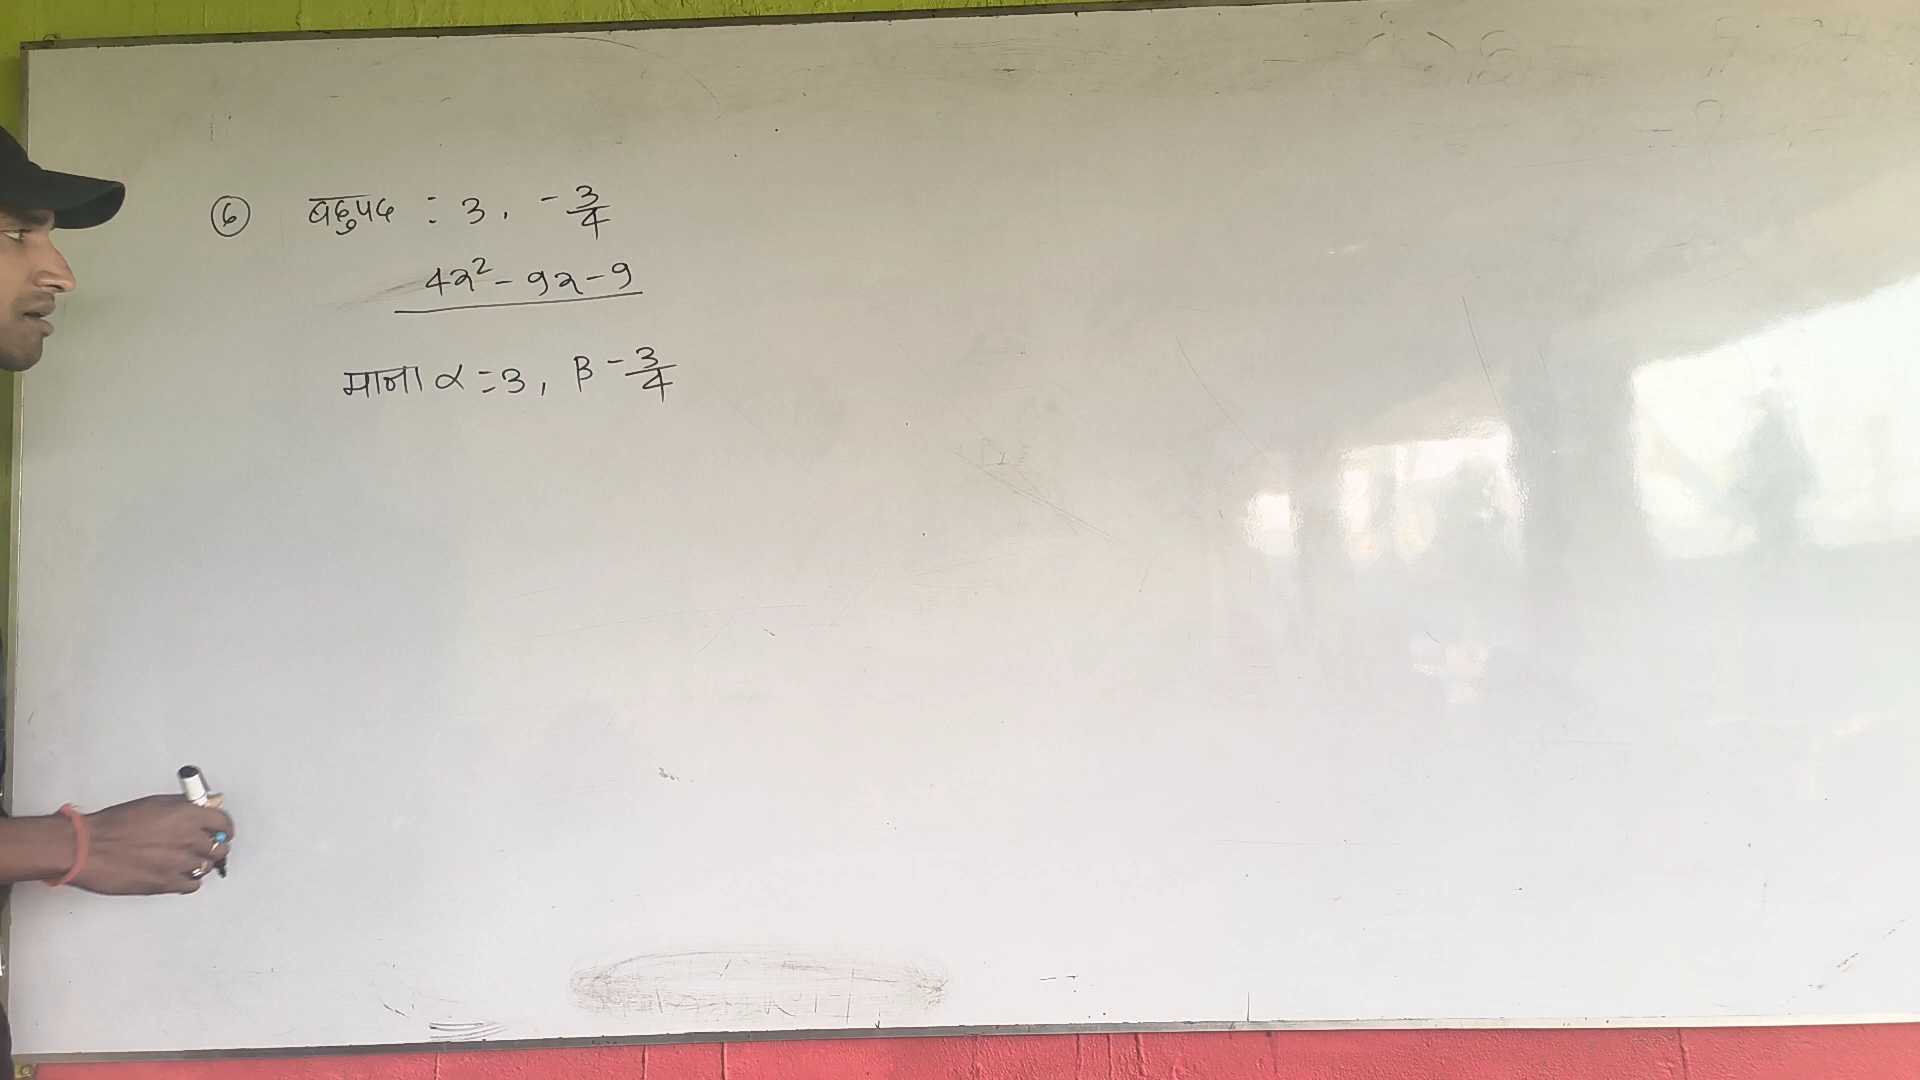 ⑥ बहुपद : 3, -3/4
4x² - 9x - 9
माना α = 3, β - 3/4